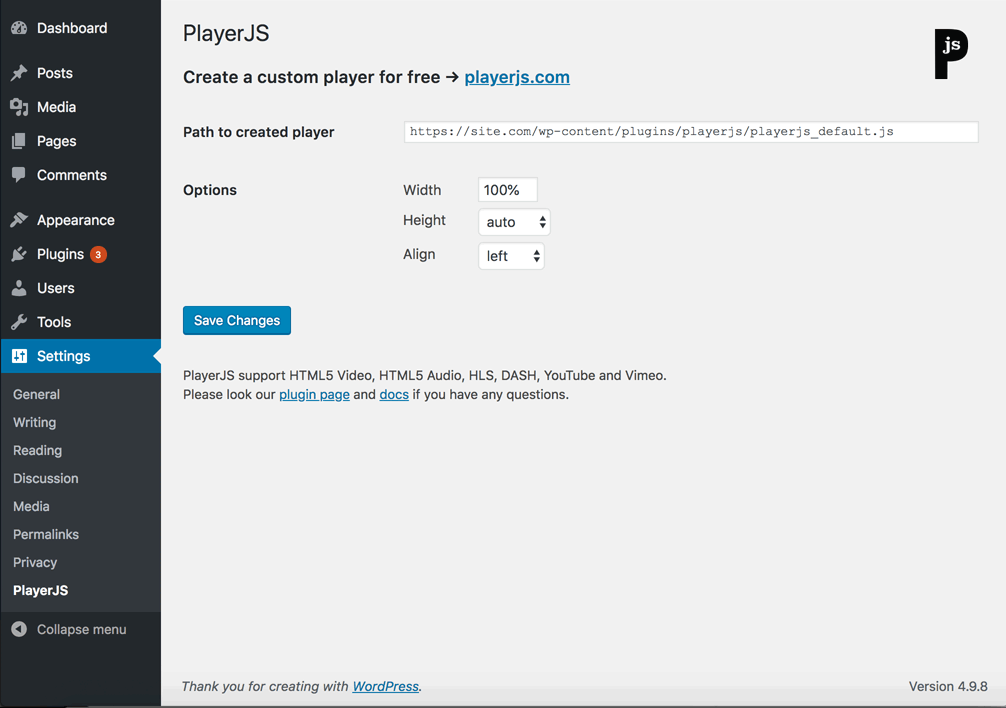 Dashboard
Posts
Media
Pages
Comments
Appearance
Plugins 3
Users
Tools
Settings
General
Writing
Reading
Discussion
Media
Permalinks
Privacy
PlayerJS
Collapse menu
PlayerJS
js
Create a custom player for free → playerjs.com
Path to created player https://site.com/wp-content/plugins/playerjs/playerjs_default.js
Options Width 100%
Height auto
Align left
Save Changes
PlayerJS support HTML5 Video, HTML5 Audio, HLS, DASH, YouTube and Vimeo.
Please look our plugin page and docs if you have any questions.
Thank you for creating with WordPress. Version 4.9.8